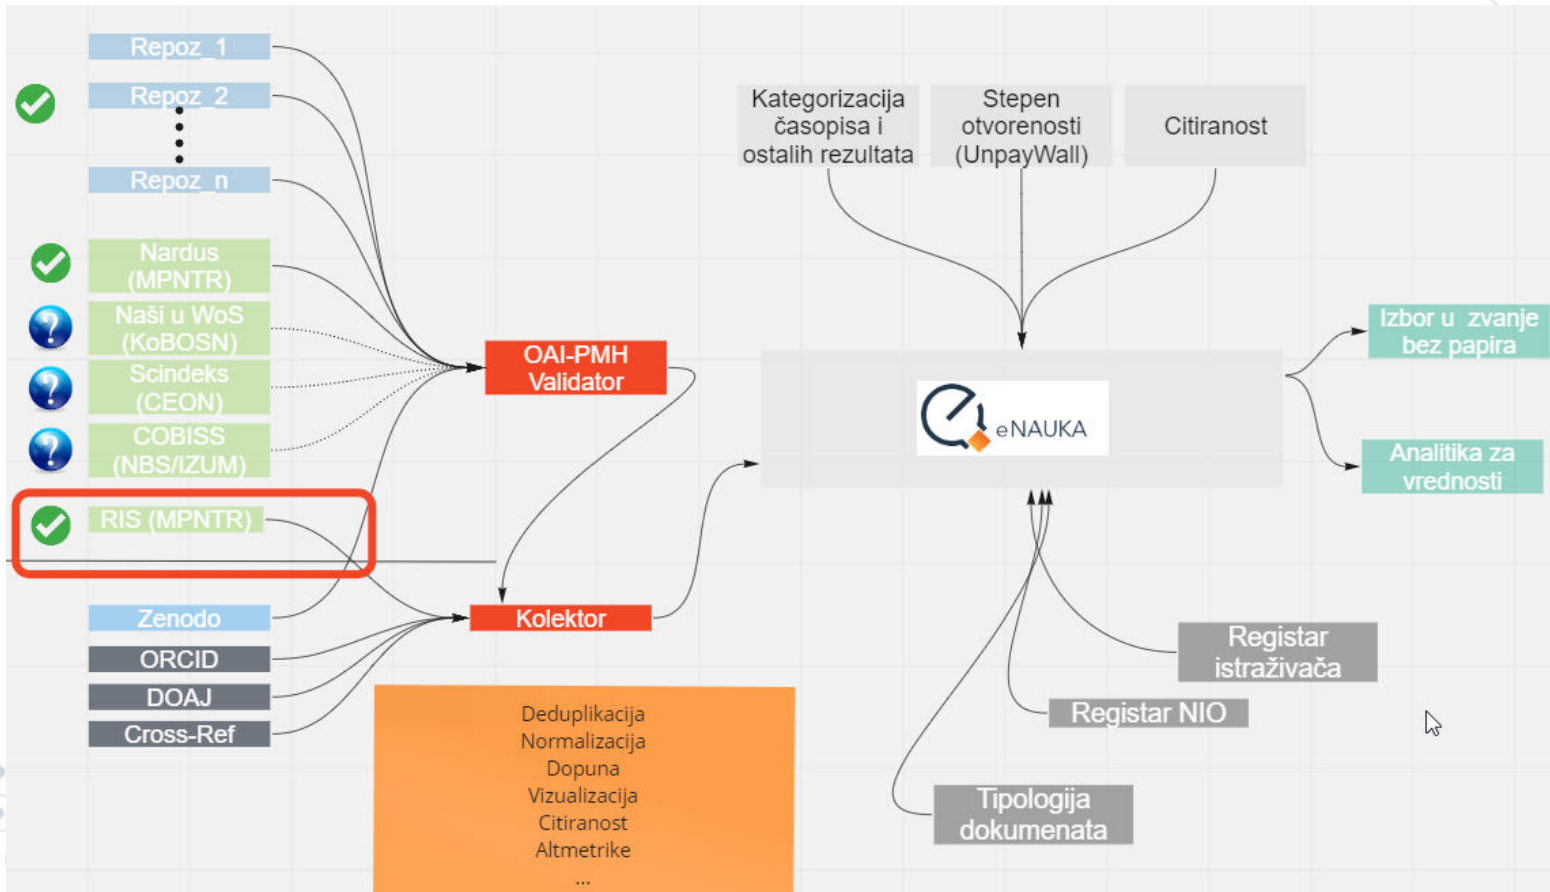 Repoz_1
Repoz_2
Repoz_n
Nardus
(MPNTR)
Naši u WoS
(KoBOSN)
Scindeks
(CEON)
COBISS
(NBS/IZUM)
RIS (MPNTR)
Zenodo
ORCID
DOAJ
Cross-Ref
OAI-PMH
Validator
Kolektor
Deduplikacija
Normalizacija
Dopuna
Vizualizacija
Citiranost
Altmetrike
...
Kategorizacija
časopisa i
ostalih rezultata
Stepen
otvorenosti
(UnpayWall)
Citiranost
eNAUKA
Izbor u zvanje
bez papira
Analitika za
vrednosti
Registar
istraživača
Registar NIO
Tipologija
dokumenata